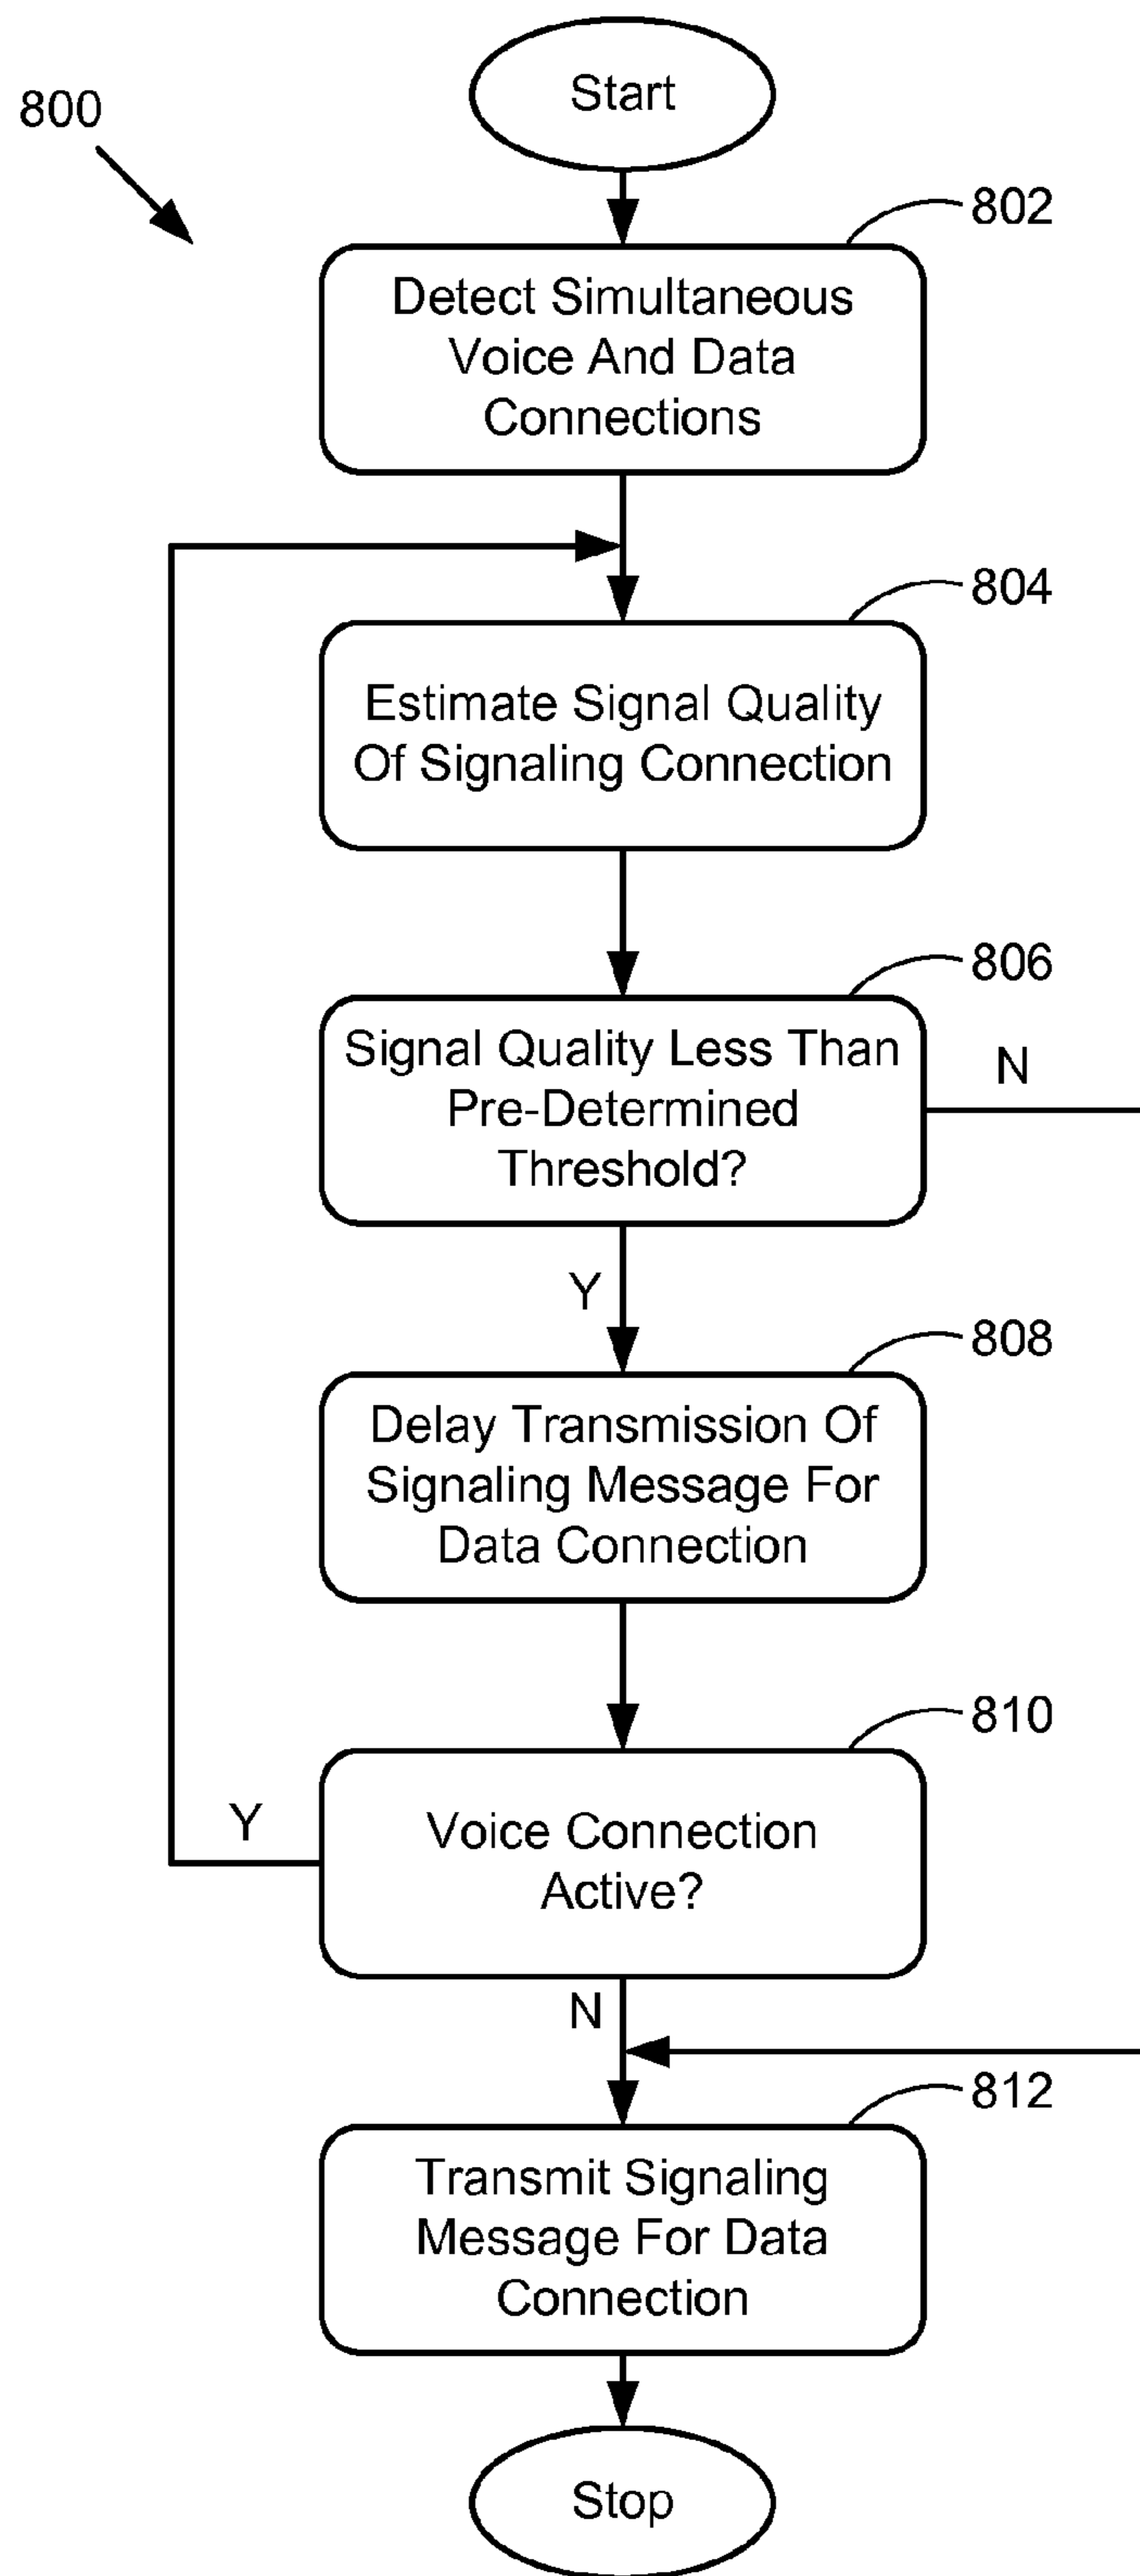 Start
800
802
Detect Simultaneous
Voice And Data
Connections
804
Estimate Signal Quality
Of Signaling Connection
806
Signal Quality Less Than
Pre-Determined
Threshold?
N
Y
808
Delay Transmission Of
Signaling Message For
Data Connection
810
Voice Connection
Active?
Y
N
812
Transmit Signaling
Message For Data
Connection
Stop